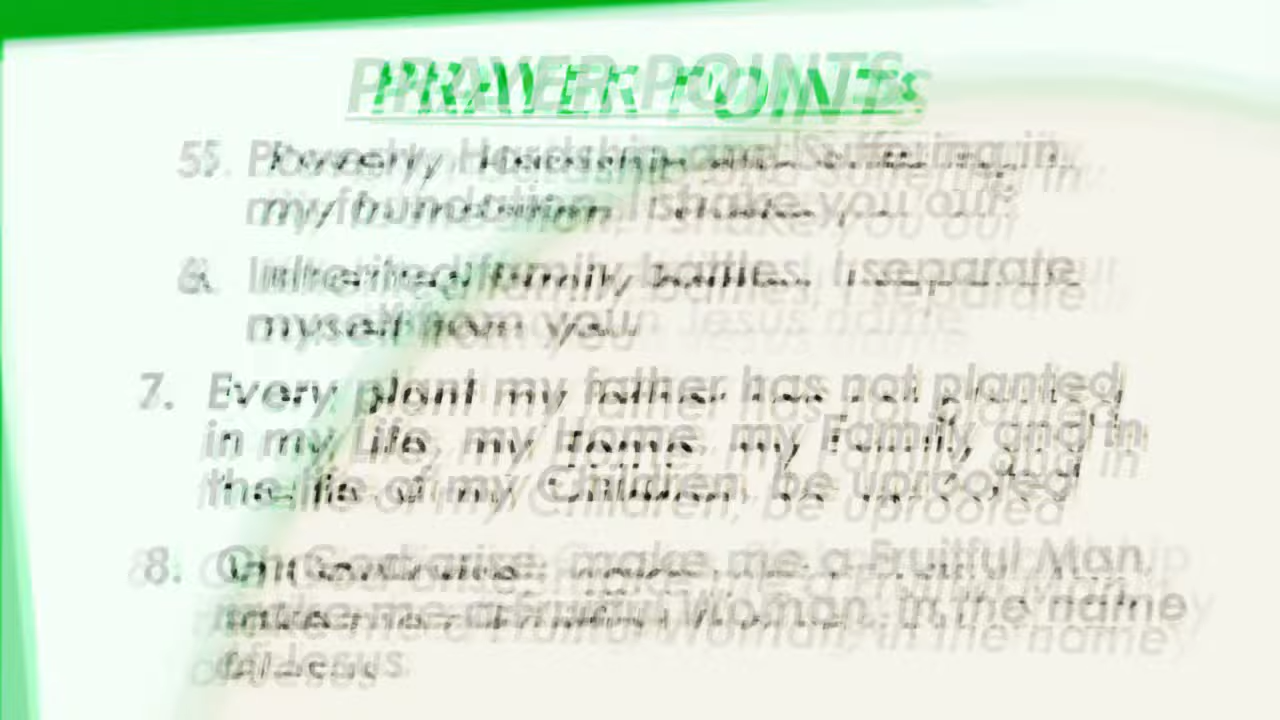 PRAYER POINTS
5. Poverty, Hardship and Suffering in
my foundation, I shake you out
6. Inherited family battles, I separate
myself from you
7. Every plant my father has not planted
in my Life, my Home, my Family, and in
the life of my Children, be uprooted
8. Oh God arise, make me a Fruitful Man,
make me a Fruitful Woman, in the name
of Jesus.